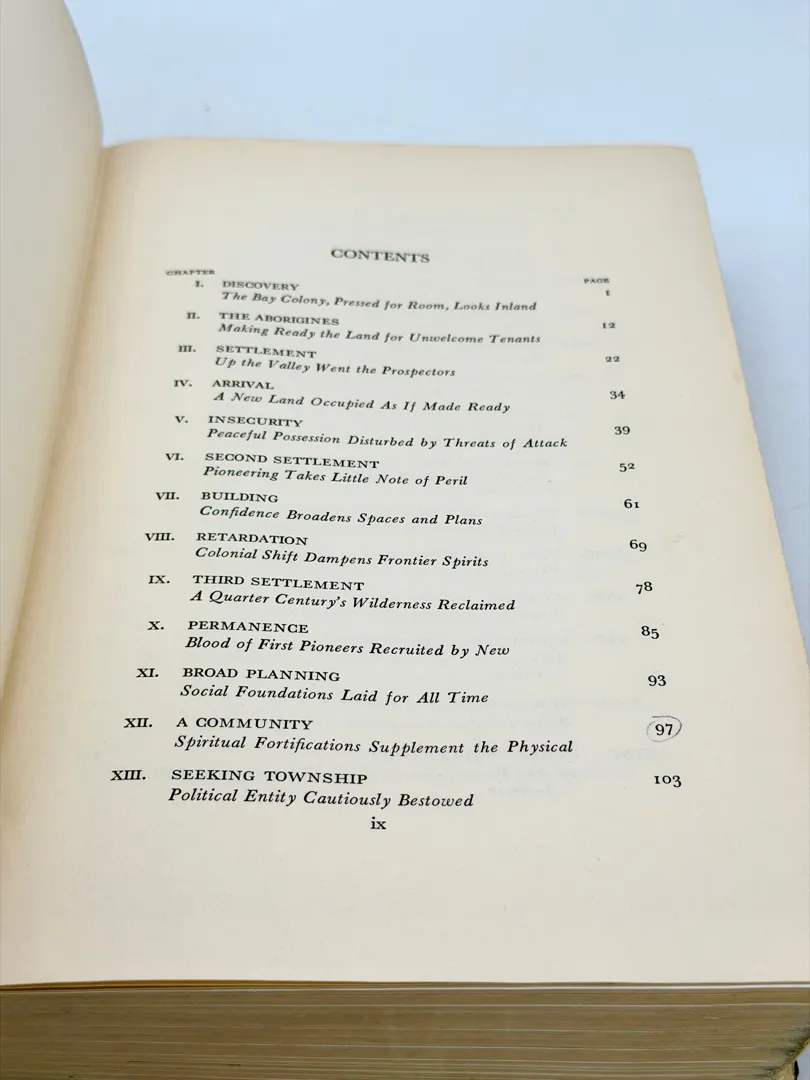 CONTENTS
CHAPTER PAGE
I. DISCOVERY 1
The Bay Colony, Pressed for Room, Looks Inland
II. THE ABORIGINES 12
Making Ready the Land for Unwelcome Tenants
III. SETTLEMENT 22
Up the Valley Went the Prospectors
IV. ARRIVAL 34
A New Land Occupied As If Made Ready
V. INSECURITY 39
Peaceful Possession Disturbed by Threats of Attack
VI. SECOND SETTLEMENT 52
Pioneering Takes Little Note of Peril
VII. BUILDING 61
Confidence Broadens Spaces and Plans
VIII. RETARDATION 69
Colonial Shift Dampens Frontier Spirits
IX. THIRD SETTLEMENT 78
A Quarter Century's Wilderness Reclaimed
X. PERMANENCE 85
Blood of First Pioneers Recruited by New
XI. BROAD PLANNING 93
Social Foundations Laid for All Time
XII. A COMMUNITY 97
Spiritual Fortifications Supplement the Physical
XIII. SEEKING TOWNSHIP 103
Political Entity Cautiously Bestowed
ix